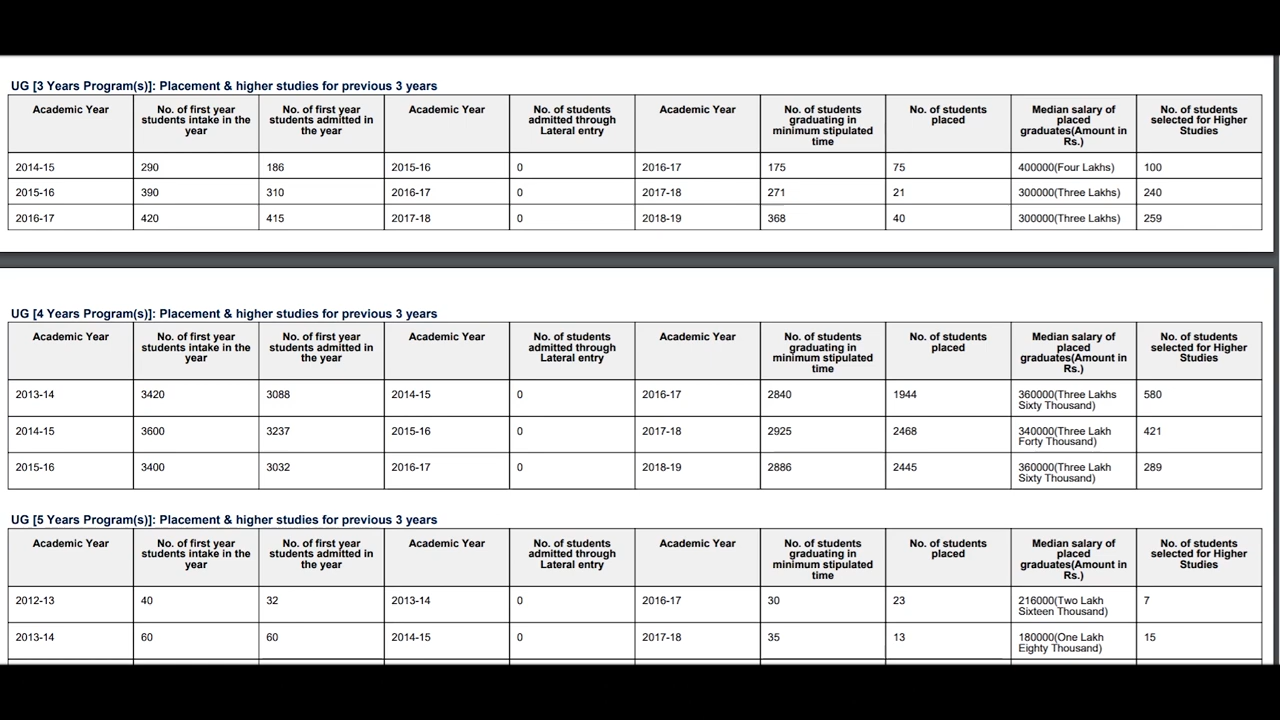 UG [3 Years Program(s)]: Placement & higher studies for previous 3 years
Academic Year | No. of first year students intake in the year | No. of first year students admitted in the year | Academic Year | No. of students admitted through Lateral entry | Academic Year | No. of students graduating in minimum stipulated time | No. of students placed | Median salary of placed graduates(Amount in Rs.) | No. of students selected for Higher Studies
2014-15 | 290 | 186 | 2015-16 | 0 | 2016-17 | 175 | 75 | 400000(Four Lakhs) | 100
2015-16 | 390 | 310 | 2016-17 | 0 | 2017-18 | 271 | 21 | 300000(Three Lakhs) | 240
2016-17 | 420 | 415 | 2017-18 | 0 | 2018-19 | 368 | 40 | 300000(Three Lakhs) | 259
UG [4 Years Program(s)]: Placement & higher studies for previous 3 years
Academic Year | No. of first year students intake in the year | No. of first year students admitted in the year | Academic Year | No. of students admitted through Lateral entry | Academic Year | No. of students graduating in minimum stipulated time | No. of students placed | Median salary of placed graduates(Amount in Rs.) | No. of students selected for Higher Studies
2013-14 | 3420 | 3088 | 2014-15 | 0 | 2016-17 | 2840 | 1944 | 360000(Three Lakhs Sixty Thousand) | 580
2014-15 | 3600 | 3237 | 2015-16 | 0 | 2017-18 | 2925 | 2468 | 340000(Three Lakh Forty Thousand) | 421
2015-16 | 3400 | 3032 | 2016-17 | 0 | 2018-19 | 2886 | 2445 | 360000(Three Lakh Sixty Thousand) | 289
UG [5 Years Program(s)]: Placement & higher studies for previous 3 years
Academic Year | No. of first year students intake in the year | No. of first year students admitted in the year | Academic Year | No. of students admitted through Lateral entry | Academic Year | No. of students graduating in minimum stipulated time | No. of students placed | Median salary of placed graduates(Amount in Rs.) | No. of students selected for Higher Studies
2012-13 | 40 | 32 | 2013-14 | 0 | 2016-17 | 30 | 23 | 216000(Two Lakh Sixteen Thousand) | 7
2013-14 | 60 | 60 | 2014-15 | 0 | 2017-18 | 35 | 13 | 180000(One Lakh Eighty Thousand) | 15